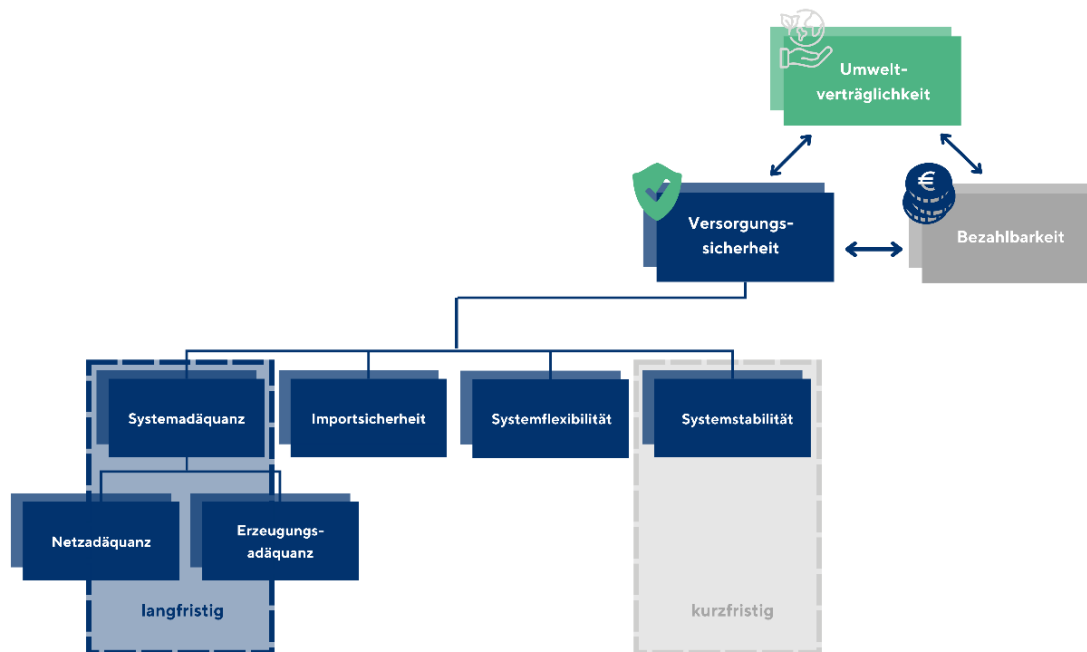 Umwelt-
verträglichkeit
Versorgungs-
sicherheit
€
Bezahlbarkeit
Systemadäquanz
Importsicherheit
Systemflexibilität
Systemstabilität
Netzadäquanz
Erzeugungs-
adäquanz
langfristig
kurzfristig